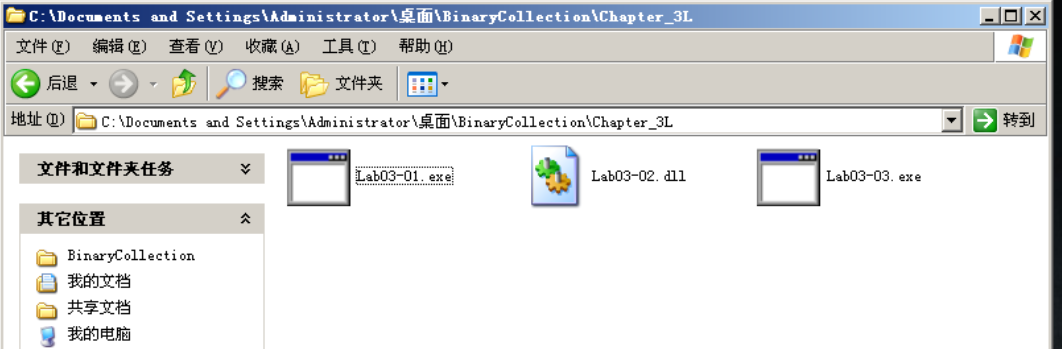 C:\Documents and Settings\Administrator\桌面\BinaryCollection\Chapter_3L
文件(F) 编辑(E) 查看(V) 收藏(A) 工具(T) 帮助(H)
后退 搜索 文件夹
地址(D) C:\Documents and Settings\Administrator\桌面\BinaryCollection\Chapter_3L 转到
文件和文件夹任务
Lab03-01.exe Lab03-02.dll Lab03-03.exe
其它位置
BinaryCollection
我的文档
共享文档
我的电脑